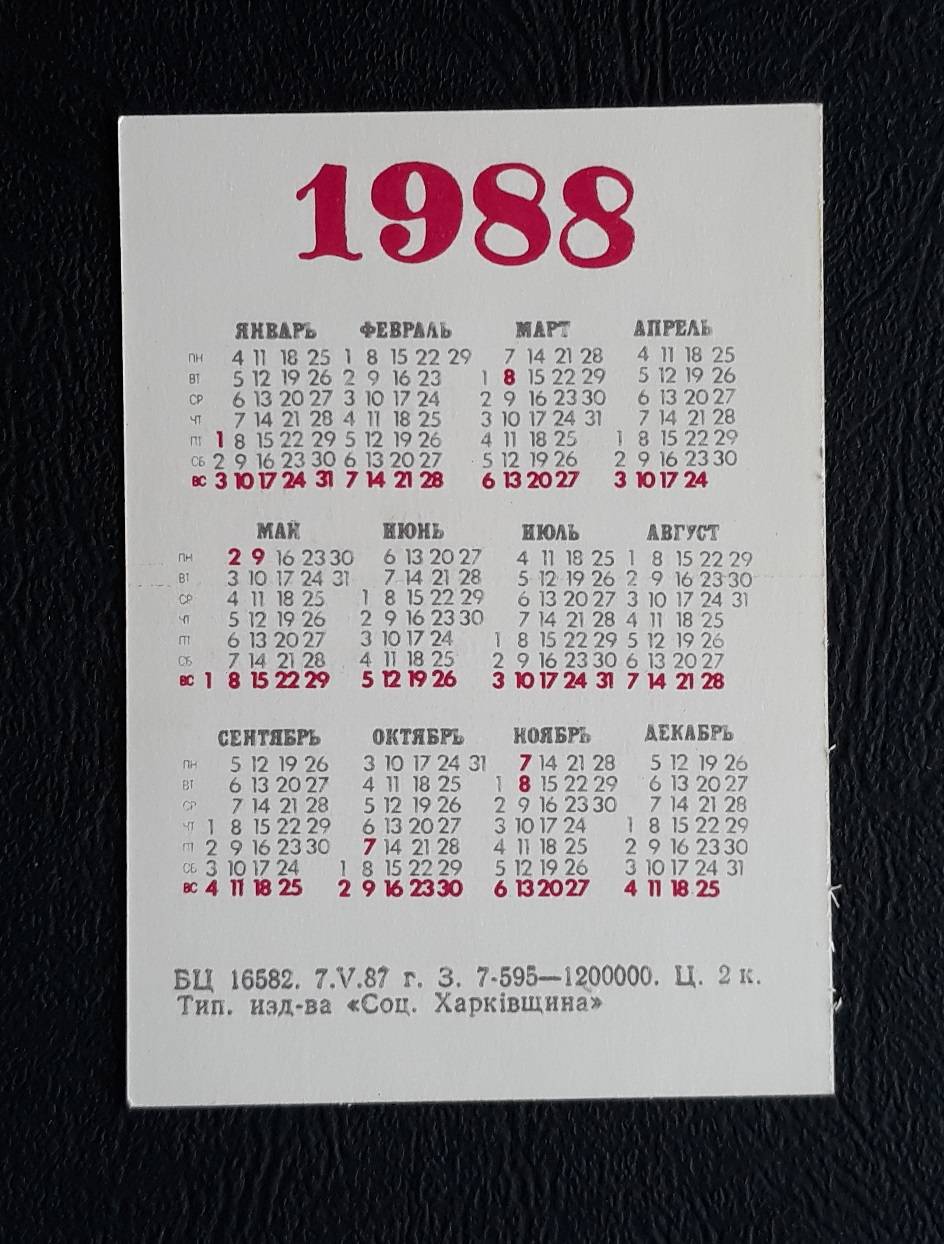 1988
ЯНВАРЬ ФЕВРАЛЬ МАРТ АПРЕЛЬ
ПН 4 11 18 25 1 8 15 22 29 7 14 21 28 4 11 18 25
ВТ 5 12 19 26 2 9 16 23 1 8 15 22 29 5 12 19 26
СР 6 13 20 27 3 10 17 24 2 9 16 23 30 6 13 20 27
ЧТ 7 14 21 28 4 11 18 25 3 10 17 24 31 7 14 21 28
ПТ 1 8 15 22 29 5 12 19 26 4 11 18 25 1 8 15 22 29
СБ 2 9 16 23 30 6 13 20 27 5 12 19 26 2 9 16 23 30
ВС 3 10 17 24 31 7 14 21 28 6 13 20 27 3 10 17 24
МАЙ ИЮНЬ ИЮЛЬ АВГУСТ
ПН 2 9 16 23 30 6 13 20 27 4 11 18 25 1 8 15 22 29
ВТ 3 10 17 24 31 7 14 21 28 5 12 19 26 2 9 16 23 30
СР 4 11 18 25 1 8 15 22 29 6 13 20 27 3 10 17 24 31
ЧТ 5 12 19 26 2 9 16 23 30 7 14 21 28 4 11 18 25
ПТ 6 13 20 27 3 10 17 24 1 8 15 22 29 5 12 19 26
СБ 7 14 21 28 4 11 18 25 2 9 16 23 30 6 13 20 27
ВС 1 8 15 22 29 5 12 19 26 3 10 17 24 31 7 14 21 28
СЕНТЯБРЬ ОКТЯБРЬ НОЯБРЬ ДЕКАБРЬ
ПН 5 12 19 26 3 10 17 24 31 7 14 21 28 5 12 19 26
ВТ 6 13 20 27 4 11 18 25 1 8 15 22 29 6 13 20 27
СР 7 14 21 28 5 12 19 26 2 9 16 23 30 7 14 21 28
ЧТ 1 8 15 22 29 6 13 20 27 3 10 17 24 1 8 15 22 29
ПТ 2 9 16 23 30 7 14 21 28 4 11 18 25 2 9 16 23 30
СБ 3 10 17 24 1 8 15 22 29 5 12 19 26 3 10 17 24 31
ВС 4 11 18 25 2 9 16 23 30 6 13 20 27 4 11 18 25
БЦ 16582. 7.V.87 г. З. 7-595—1200000. Ц. 2 к.
Тип. изд-ва «Соц. Харківщина»